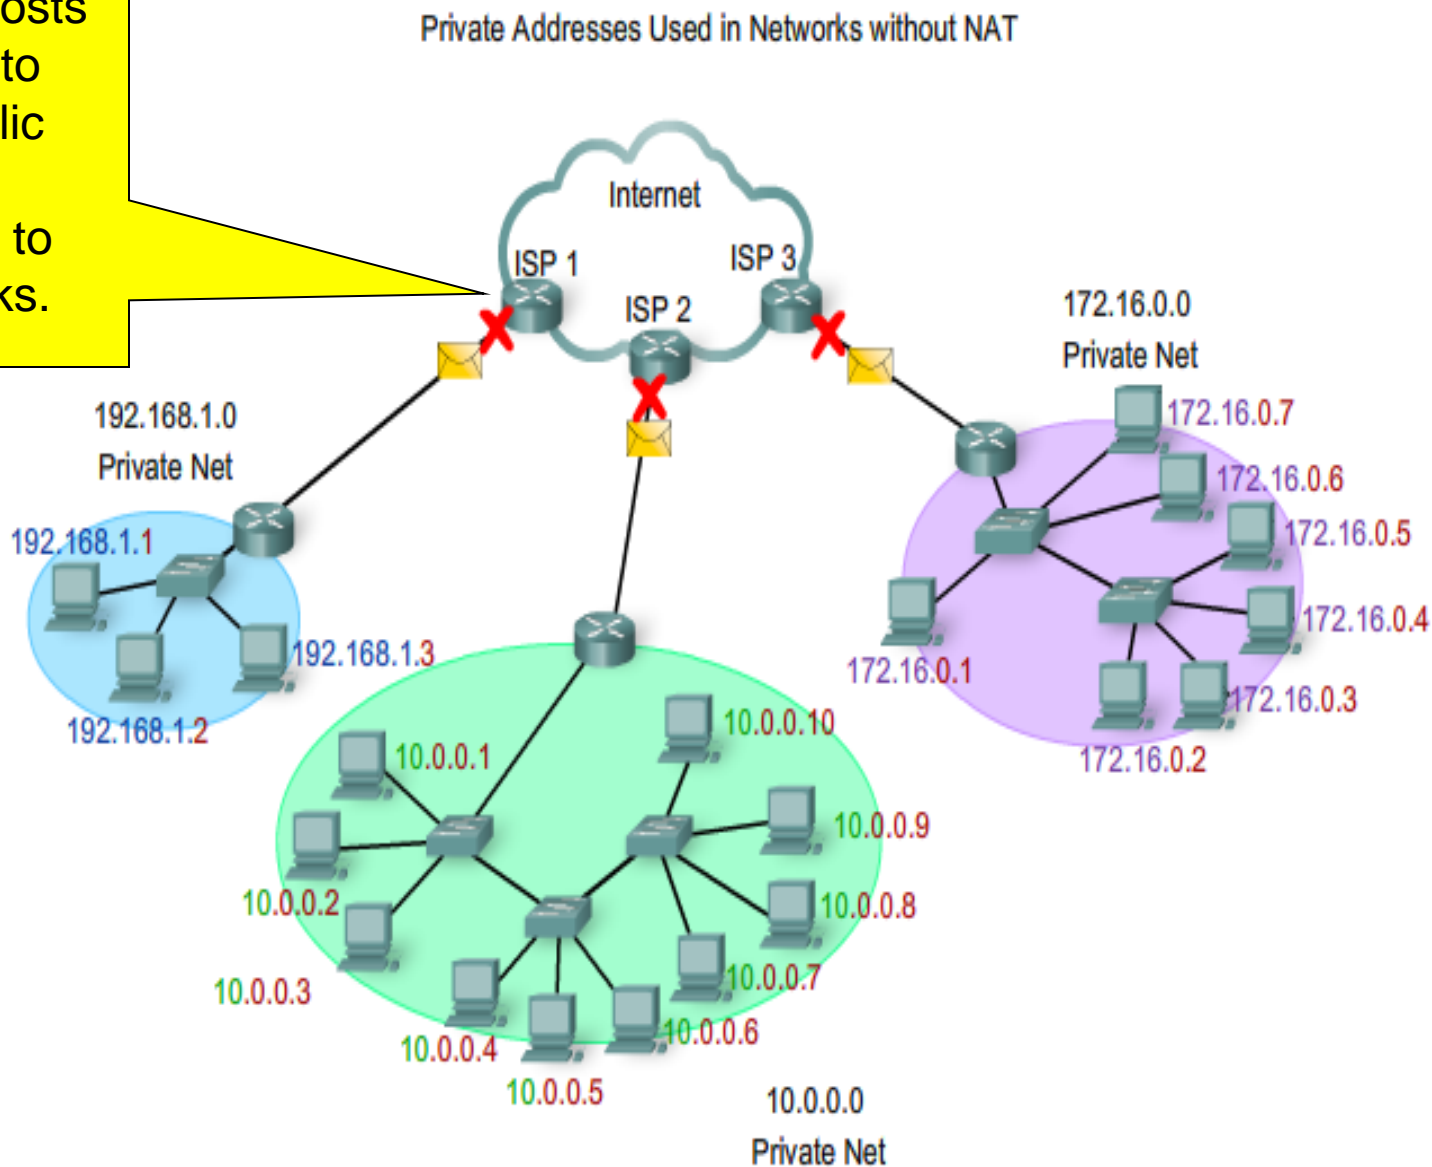 osts
to
lic
to
ks.
Private Addresses Used in Networks without NAT
Internet
ISP 1
ISP 2
ISP 3
192.168.1.0
Private Net
192.168.1.1
192.168.1.2
192.168.1.3
172.16.0.0
Private Net
172.16.0.7
172.16.0.6
172.16.0.5
172.16.0.4
172.16.0.3
172.16.0.2
172.16.0.1
10.0.0.1
10.0.0.2
10.0.0.3
10.0.0.4
10.0.0.5
10.0.0.6
10.0.0.7
10.0.0.8
10.0.0.9
10.0.0.10
10.0.0.0
Private Net